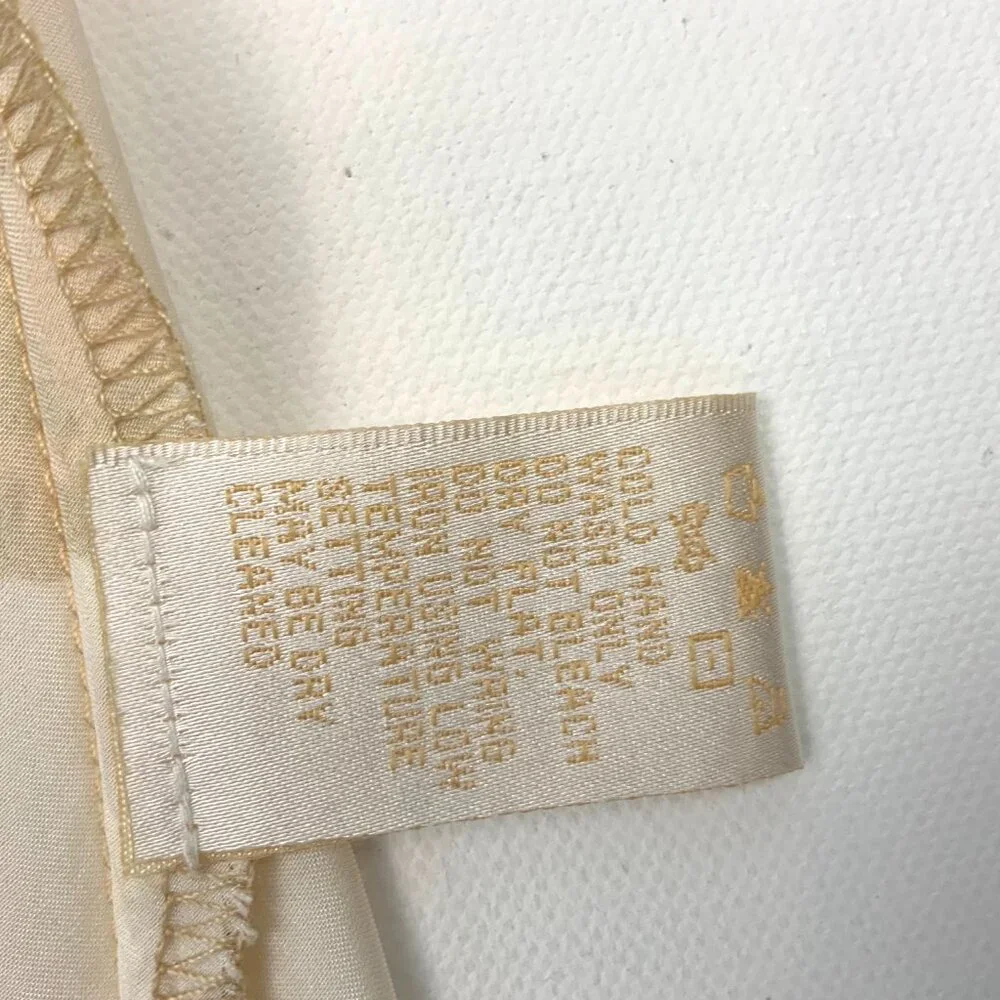 COLD HAND
WASH ONLY
DO NOT BLEACH
DRY FLAT
DO NOT WRING
IRON USING LOW
TEMPERATURE
SETTING
MAY BE DRY
CLEANED